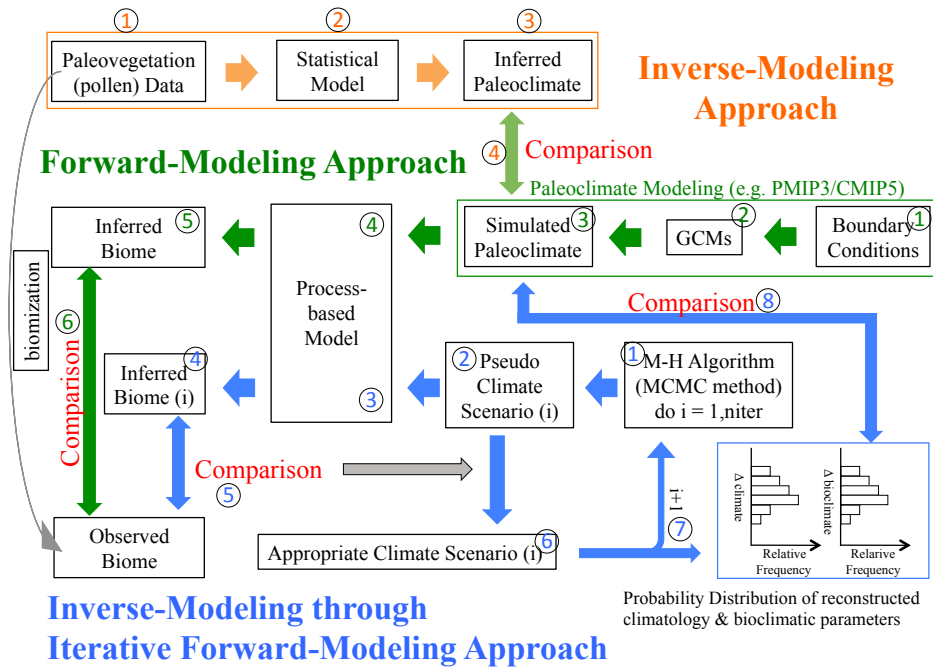 ①
②
③
Paleovegetation
(pollen) Data
Statistical
Model
Inferred
Paleoclimate
Inverse-Modeling
Approach
④
Comparison
Forward-Modeling Approach
Paleoclimate Modeling (e.g. PMIP3/CMIP5)
Inferred
Biome
⑤
④
Process-
based
Model
③
Simulated
Paleoclimate
③
GCMs
②
Boundary
Conditions
①
biomization
⑥
Comparison
Comparison
⑧
Inferred
Biome (i)
④
②
Pseudo
Climate
Scenario (i)
①
M-H Algorithm
(MCMC method)
do i = 1,niter
Comparison
⑤
Observed
Biome
Appropriate Climate Scenario (i)
⑥
i+1
⑦
Δ climate
Relative
Frequency
Δ bioclimate
Relarive
Frequency
Probability Distribution of reconstructed
climatology & bioclimatic parameters
Inverse-Modeling through
Iterative Forward-Modeling Approach